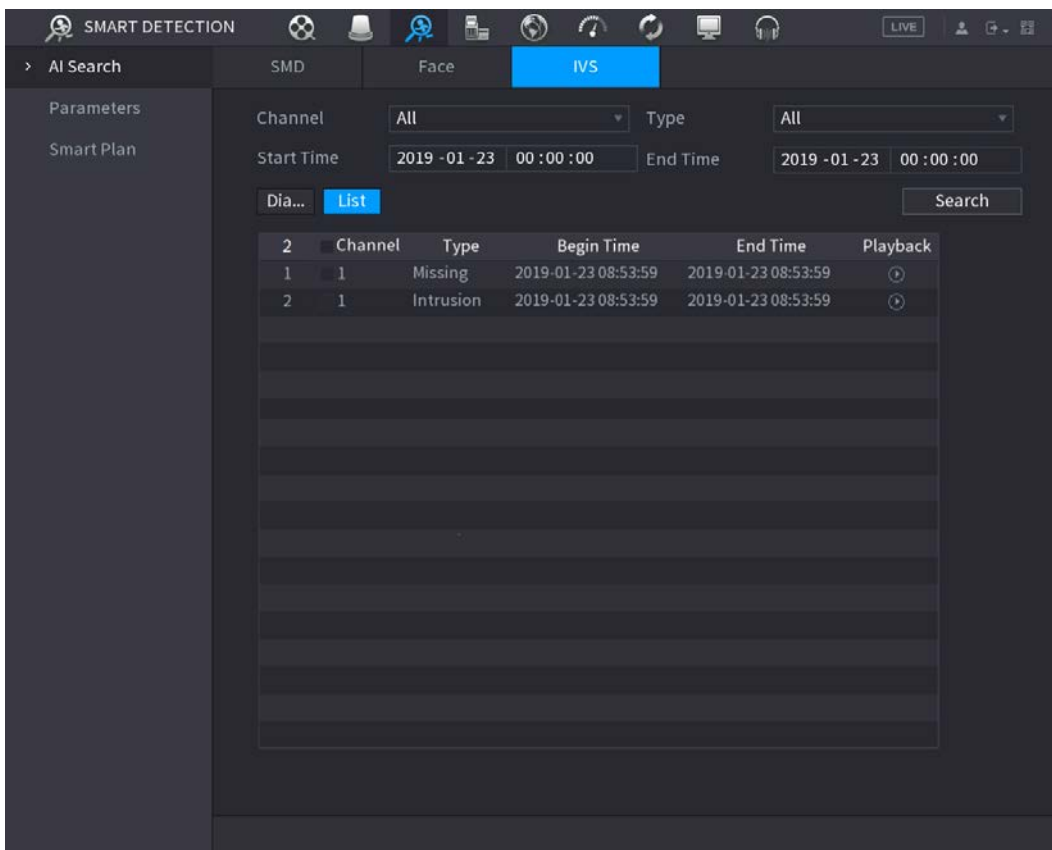 SMART DETECTION LIVE
> AI Search SMD Face IVS
Parameters
Smart Plan
Channel All Type All
Start Time 2019 -01 -23 00 : 00 : 00 End Time 2019 -01 -23 00 : 00 : 00
Dia... List Search
2 Channel Type Begin Time End Time Playback
1 1 Missing 2019-01-23 08:53:59 2019-01-23 08:53:59
2 1 Intrusion 2019-01-23 08:53:59 2019-01-23 08:53:59